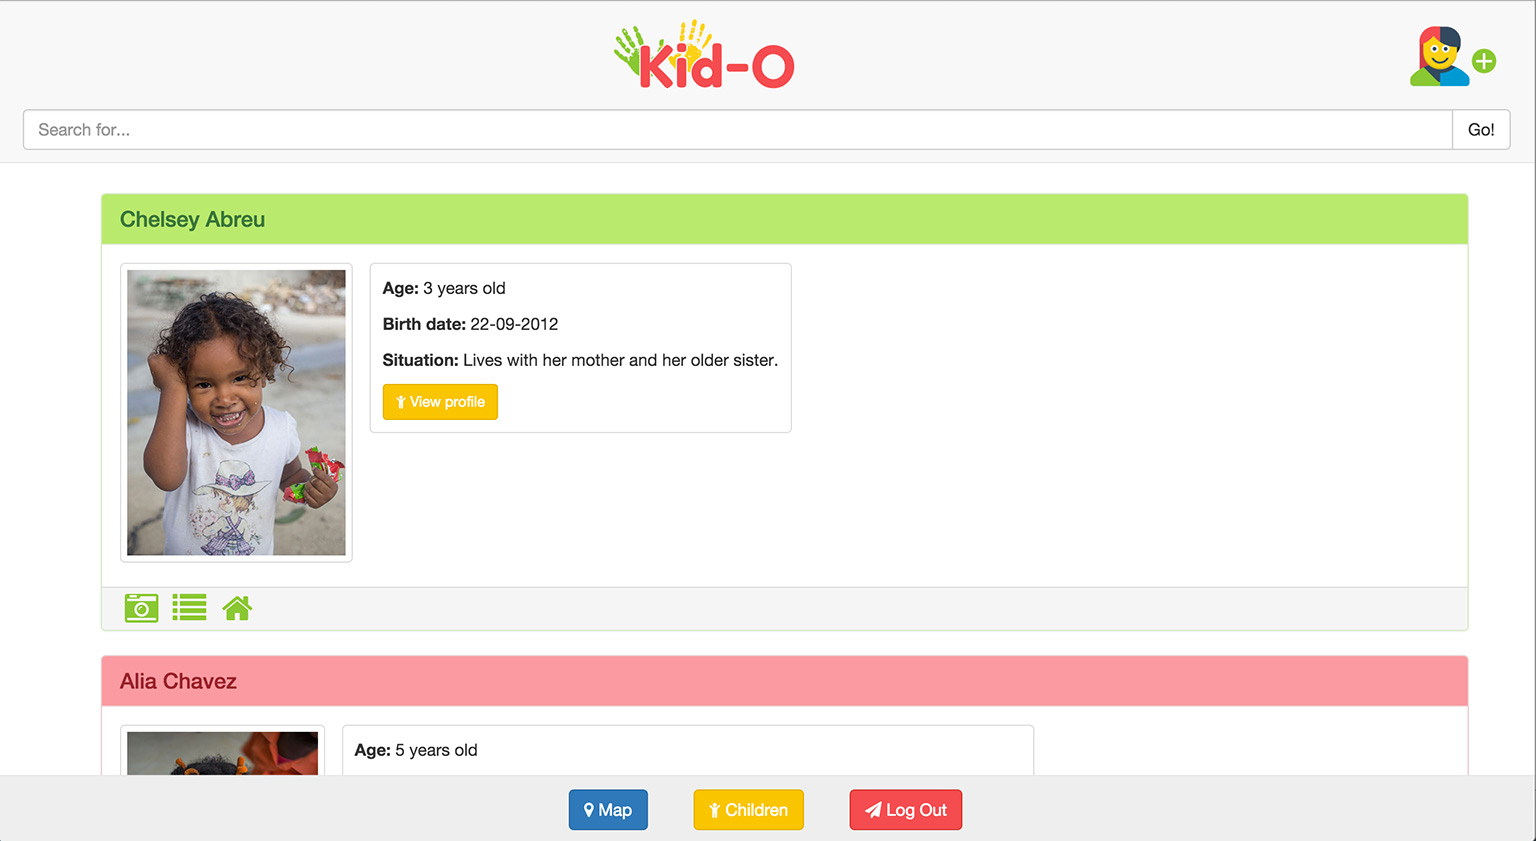 Kid-O
Search for...
Go!
Chelsey Abreu
Age: 3 years old
Birth date: 22-09-2012
Situation: Lives with her mother and her older sister.
View profile
Alia Chavez
Age: 5 years old
Map
Children
Log Out